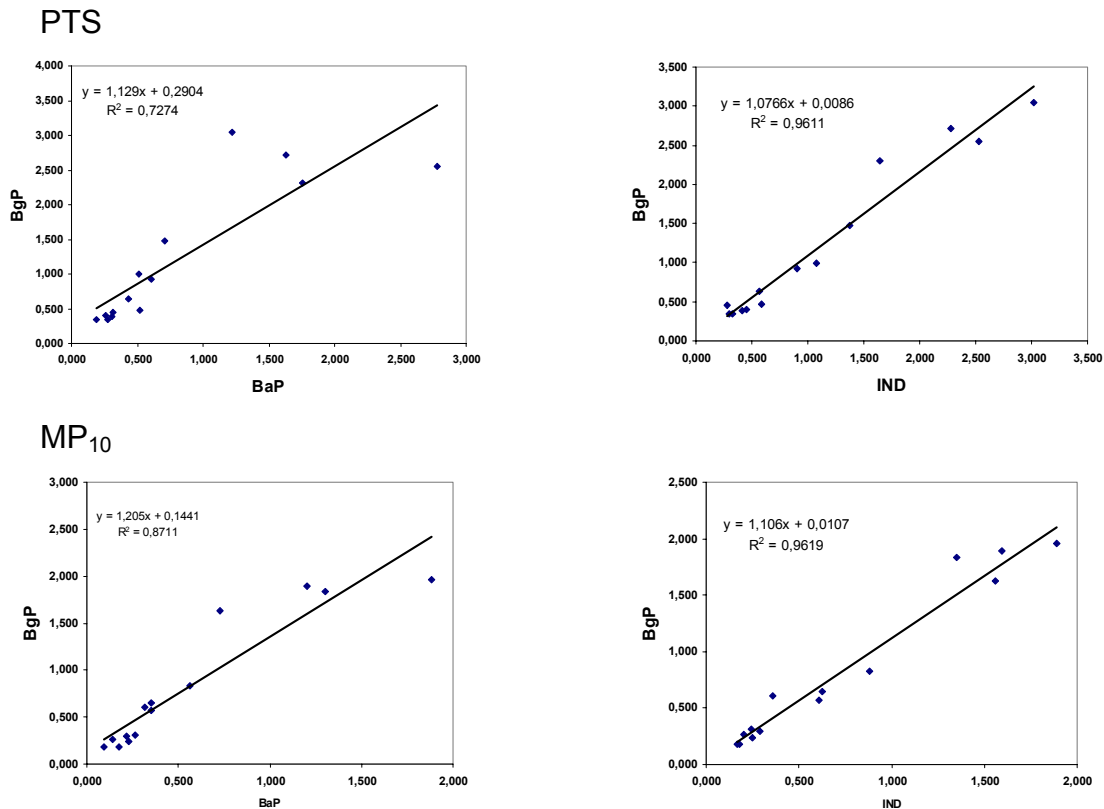 PTS
y = 1,129x + 0,2904
R² = 0,7274
4,000
3,500
3,000
2,500
2,000
1,500
1,000
0,500
0,000
BgP
0,000 0,500 1,000 1,500 2,000 2,500 3,000
BaP
y = 1,0766x + 0,0086
R² = 0,9611
3,500
3,000
2,500
2,000
1,500
1,000
0,500
0,000
BgP
0,000 0,500 1,000 1,500 2,000 2,500 3,000 3,500
IND
MP₁₀
y = 1,205x + 0,1441
R² = 0,8711
3,000
2,500
2,000
1,500
1,000
0,500
0,000
BgP
0,000 0,500 1,000 1,500 2,000
BaP
y = 1,106x + 0,0107
R² = 0,9619
2,500
2,000
1,500
1,000
0,500
0,000
BgP
0,000 0,500 1,000 1,500 2,000
IND